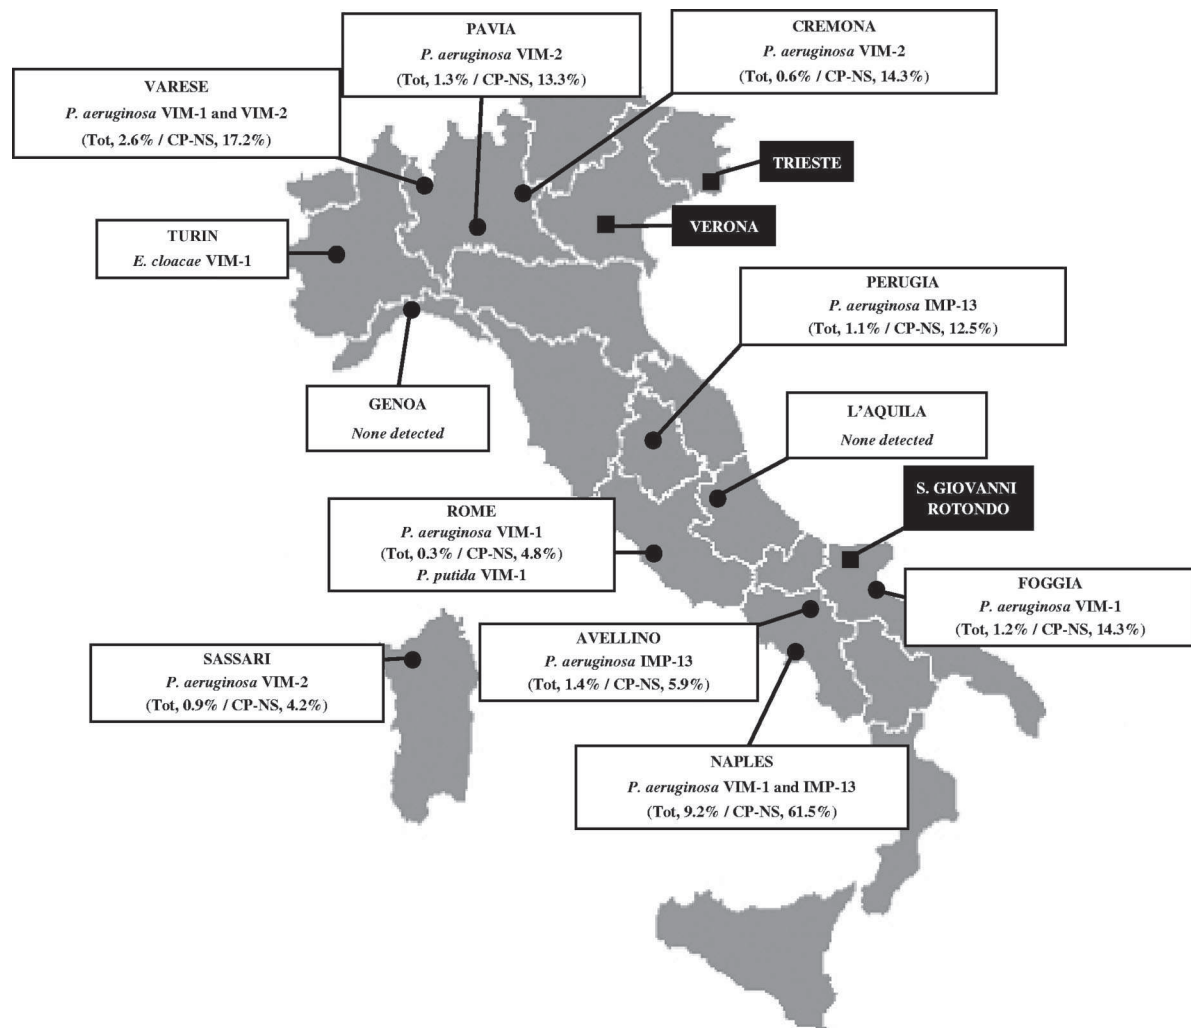 PAVIA
P. aeruginosa VIM-2
(Tot, 1.3% / CP-NS, 13.3%)
CREMONA
P. aeruginosa VIM-2
(Tot, 0.6% / CP-NS, 14.3%)
VARESE
P. aeruginosa VIM-1 and VIM-2
(Tot, 2.6% / CP-NS, 17.2%)
TRIESTE
VERONA
TURIN
E. cloacae VIM-1
PERUGIA
P. aeruginosa IMP-13
(Tot, 1.1% / CP-NS, 12.5%)
GENOA
None detected
L'AQUILA
None detected
S. GIOVANNI
ROTONDO
ROME
P. aeruginosa VIM-1
(Tot, 0.3% / CP-NS, 4.8%)
P. putida VIM-1
FOGGIA
P. aeruginosa VIM-1
(Tot, 1.2% / CP-NS, 14.3%)
AVELLINO
P. aeruginosa IMP-13
(Tot, 1.4% / CP-NS, 5.9%)
SASSARI
P. aeruginosa VIM-2
(Tot, 0.9% / CP-NS, 4.2%)
NAPLES
P. aeruginosa VIM-1 and IMP-13
(Tot, 9.2% / CP-NS, 61.5%)